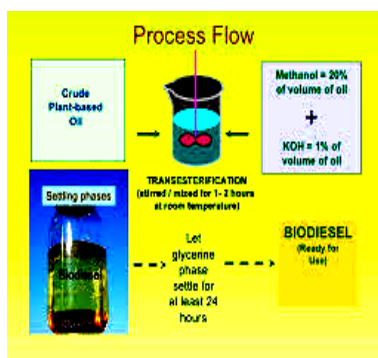 Process Flow
Crude
Plant-based
Oil
Methanol = 20%
of volume of oil
+
KOH = 1% of
volume of oil
TRANSESTERIFICATION
(stirred / mixed for 1- 2 hours
at room temperature)
Settling phases
Biodiesel
Let
glycerine
phase
settle for
at least 24
hours
BIODIESEL
(Ready for
Use)